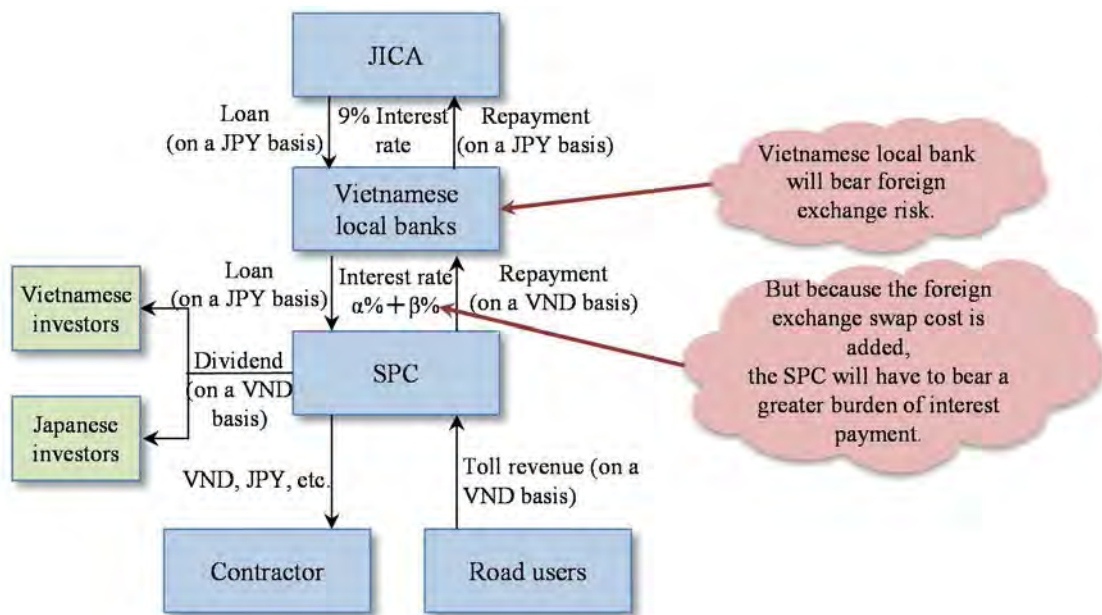 JICA
Loan
(on a JPY basis)
9% Interest
rate
Repayment
(on a JPY basis)
Vietnamese
local banks
Vietnamese local bank
will bear foreign
exchange risk.
Loan
(on a JPY basis)
Interest rate
α%+β%
Repayment
(on a VND basis)
But because the foreign
exchange swap cost is
added,
the SPC will have to bear a
greater burden of interest
payment.
Vietnamese
investors
Dividend
(on a VND
basis)
SPC
Japanese
investors
VND, JPY, etc.
Toll revenue (on a
VND basis)
Contractor
Road users